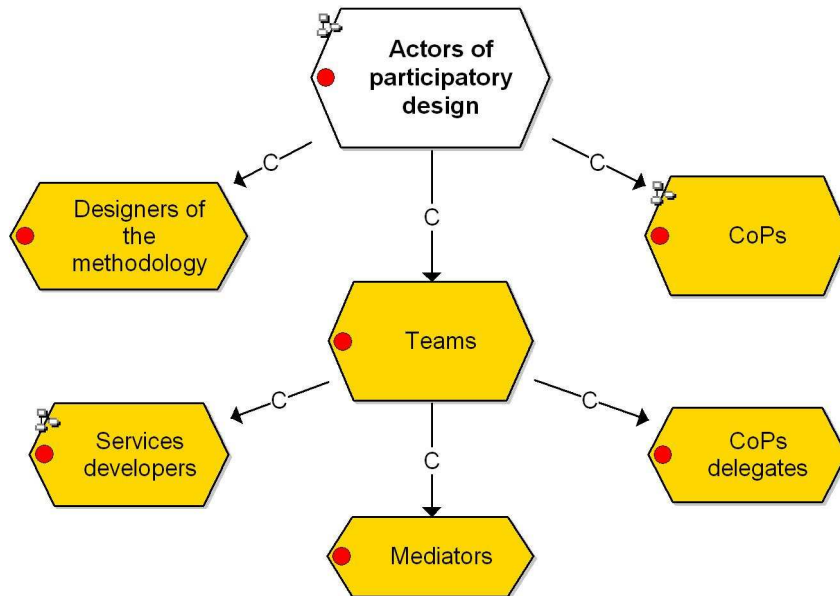 Actors of
participatory
design
C
C
C
Designers of
the
methodology
CoPs
Teams
C
C
C
Services
developers
CoPs
delegates
Mediators